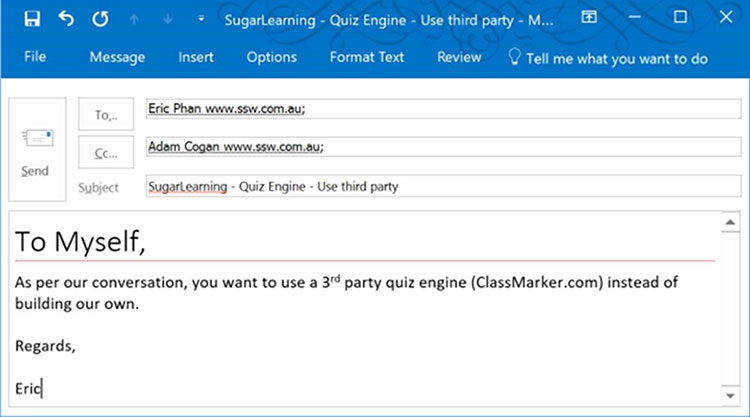 SugarLearning - Quiz Engine - Use third party - M...
File Message Insert Options Format Text Review Tell me what you want to do
To... Eric Phan www.ssw.com.au;
Cc... Adam Cogan www.ssw.com.au;
Send
Subject SugarLearning - Quiz Engine - Use third party
To Myself,
As per our conversation, you want to use a 3rd party quiz engine (ClassMarker.com) instead of
building our own.
Regards,
Eric